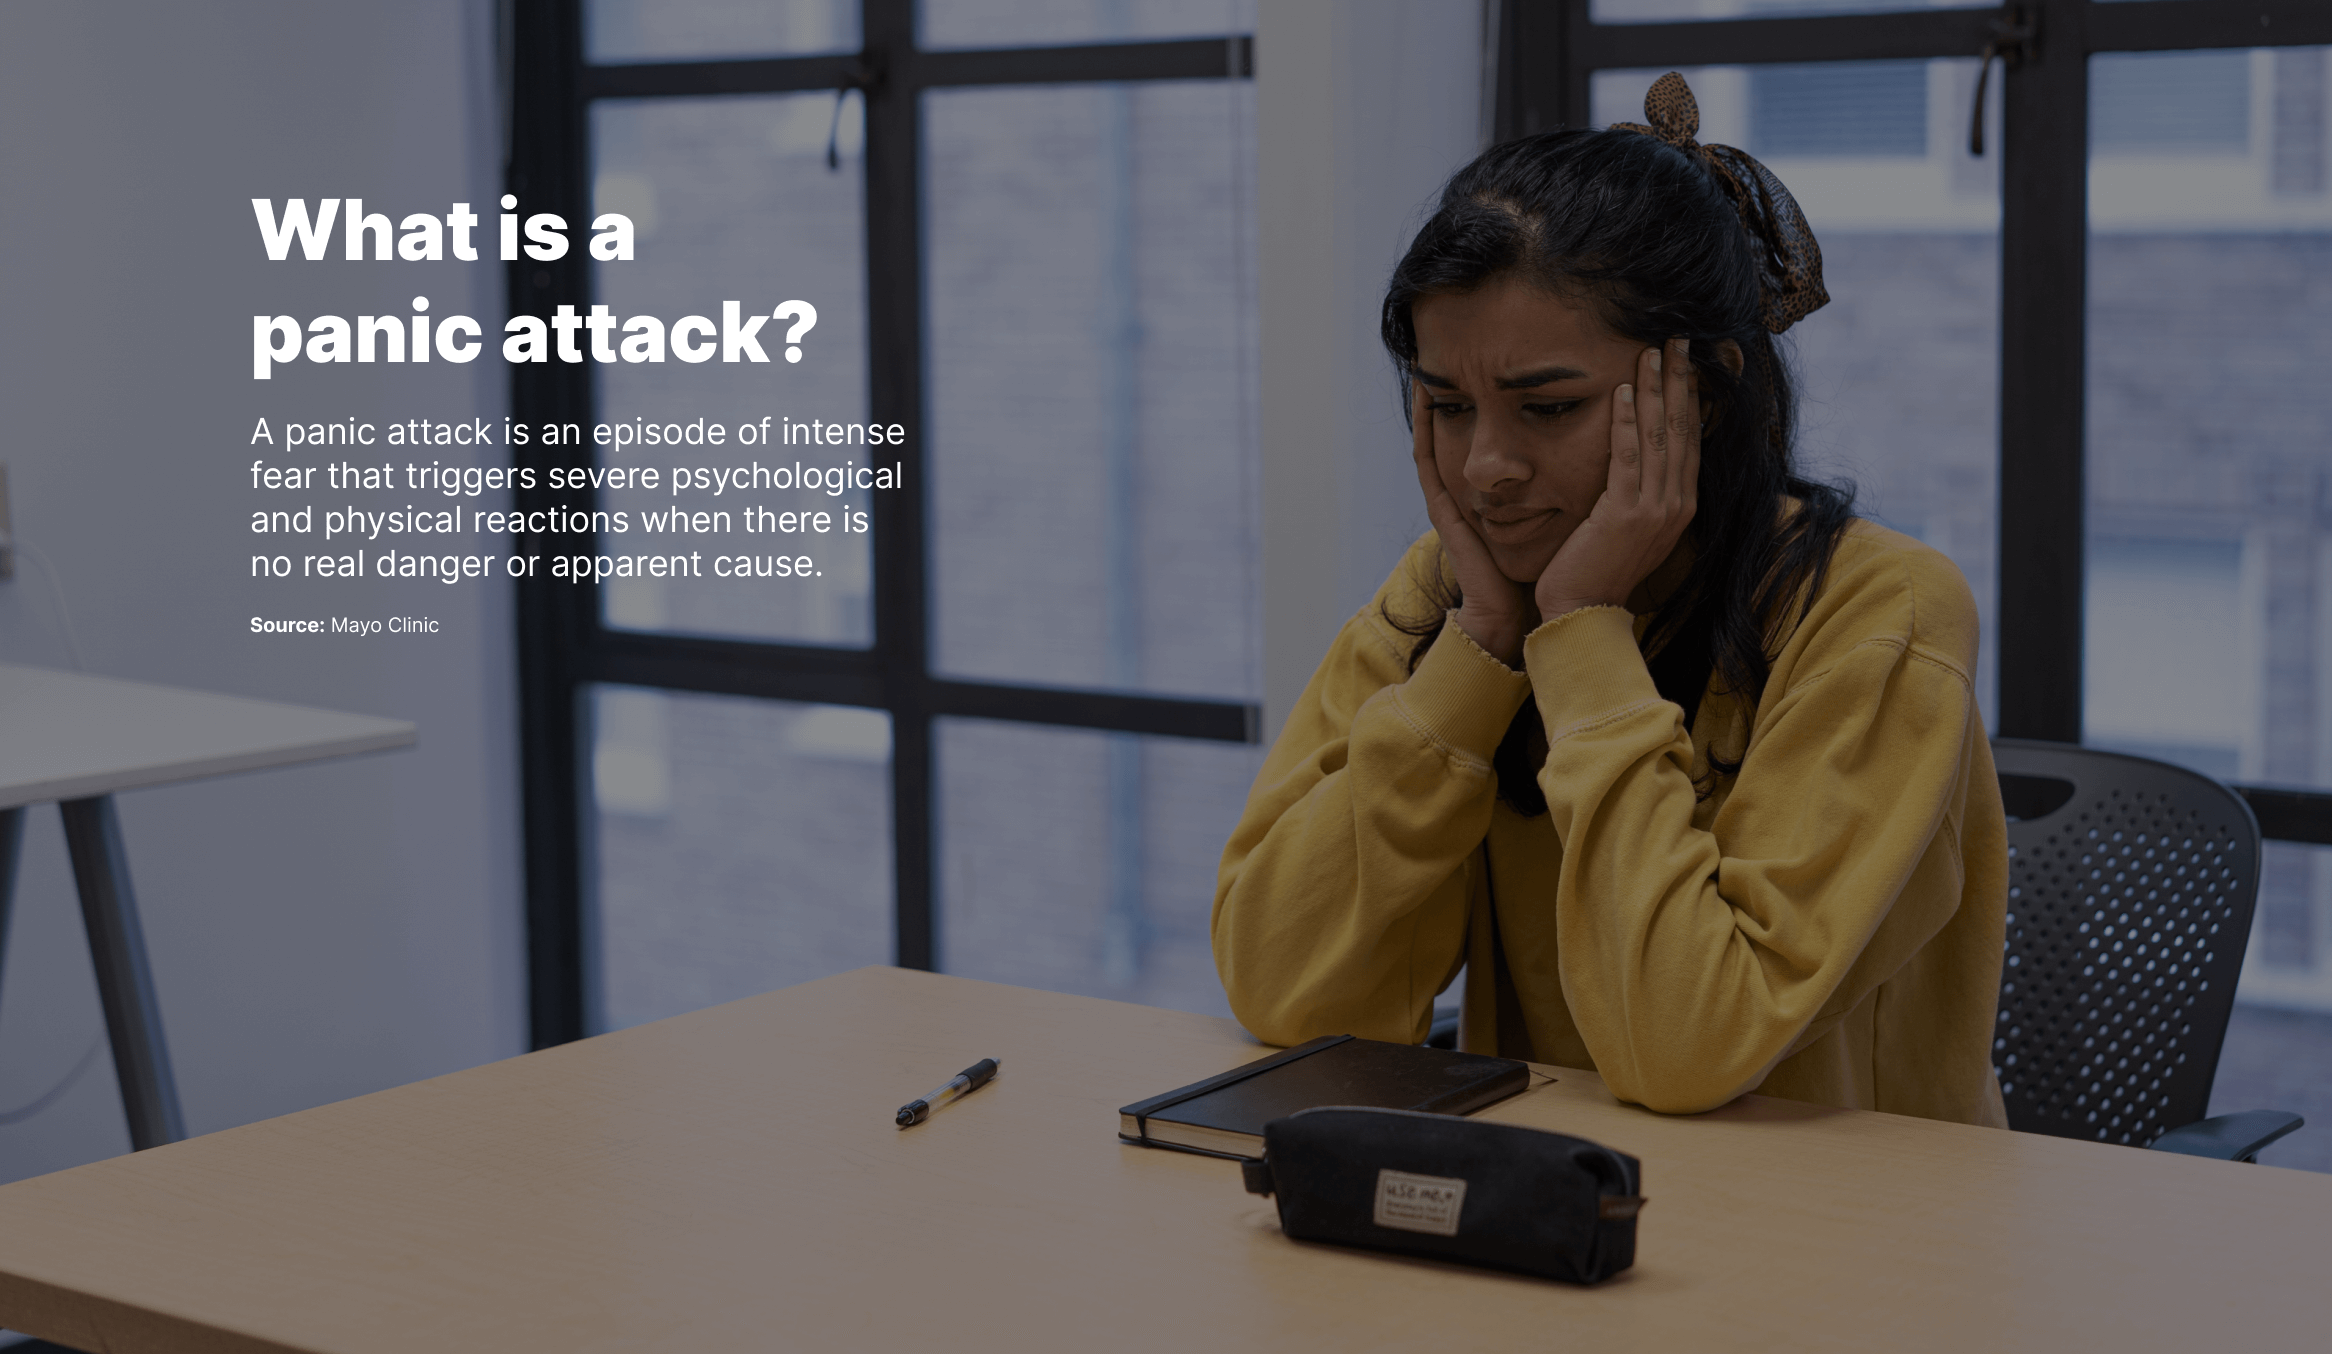 What is a
panic attack?
A panic attack is an episode of intense
fear that triggers severe psychological
and physical reactions when there is
no real danger or apparent cause.
Source: Mayo Clinic
use me